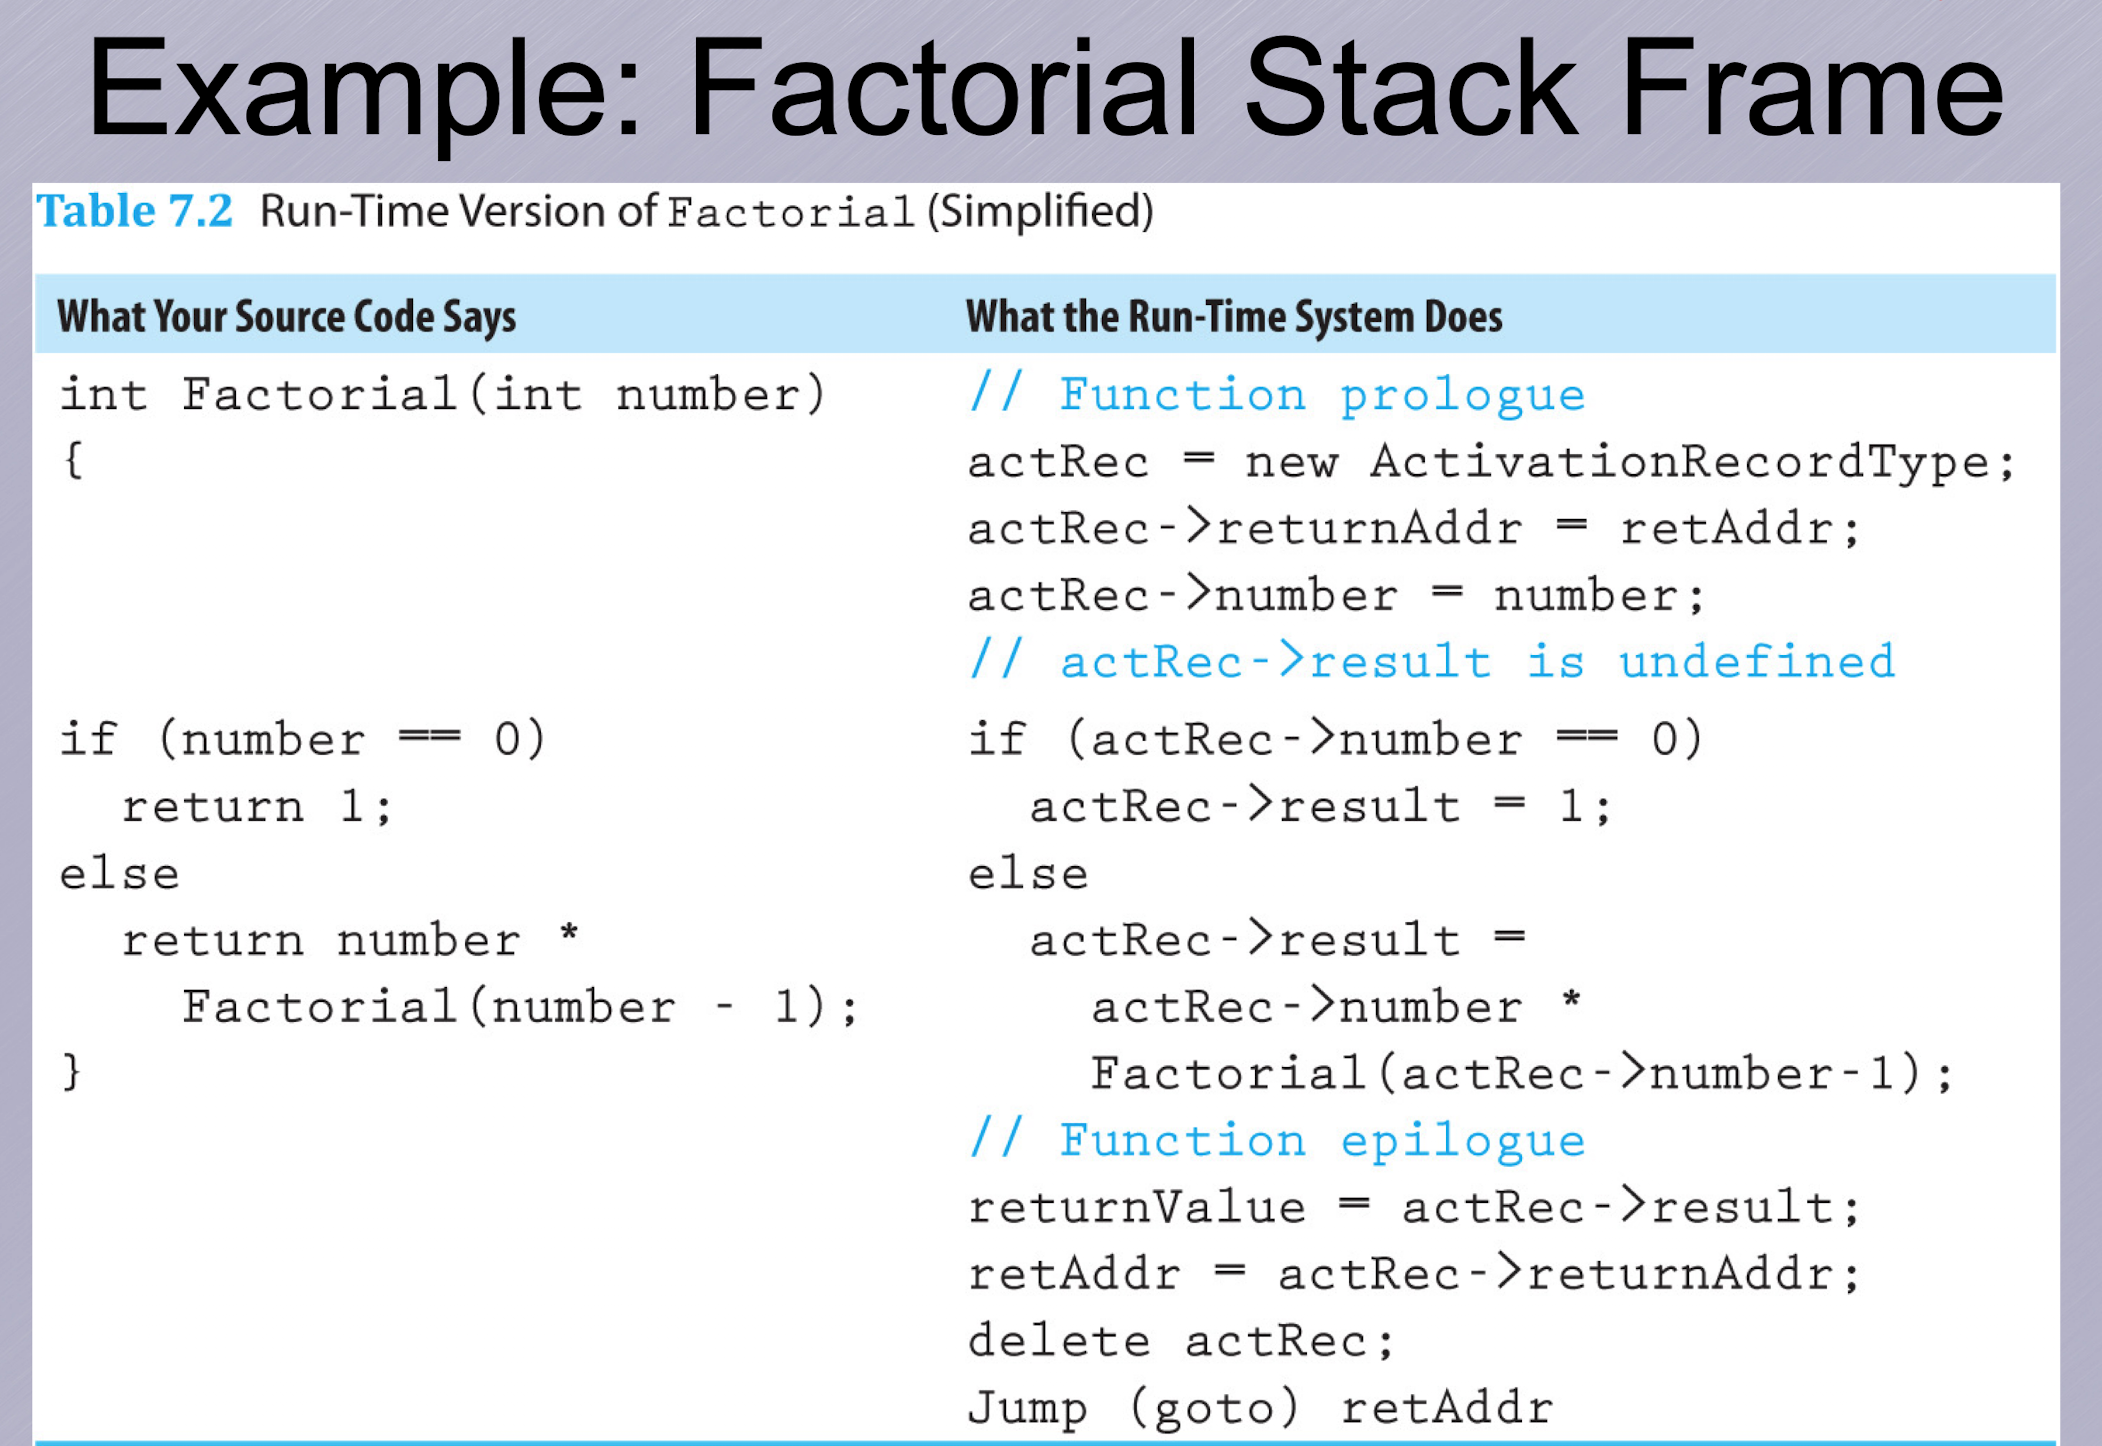 Example: Factorial Stack Frame
Table 7.2 Run-Time Version of Factorial (Simplified)
What Your Source Code Says What the Run-Time System Does
int Factorial(int number) // Function prologue
{ actRec = new ActivationRecordType;
actRec->returnAddr = retAddr;
actRec->number = number;
// actRec->result is undefined
if (number == 0) if (actRec->number == 0)
return 1; actRec->result = 1;
else else
return number * actRec->result =
Factorial(number - 1); actRec->number *
} Factorial(actRec->number-1);
// Function epilogue
returnValue = actRec->result;
retAddr = actRec->returnAddr;
delete actRec;
Jump (goto) retAddr